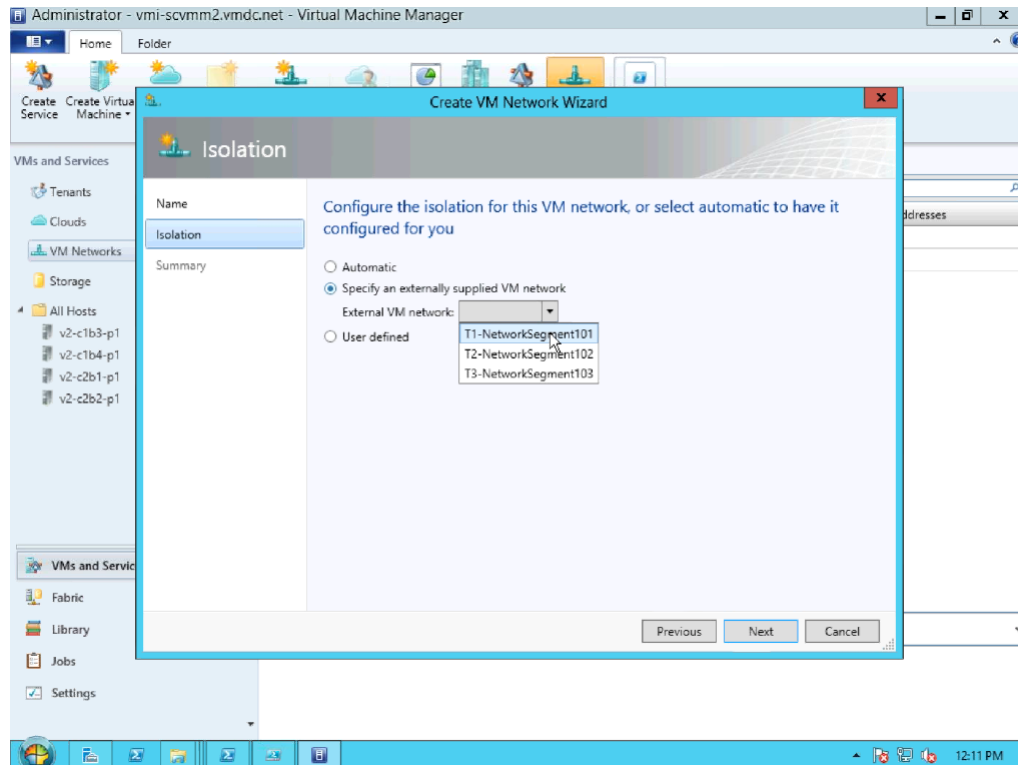 Administrator - vmi-scvmm2.vmdc.net - Virtual Machine Manager
Home Folder
Create Service
Create Virtual
Machine
Create VM Network Wizard
x
Isolation
VMs and Services
Tenants
Clouds
VM Networks
Storage
All Hosts
v2-c1b3-p1
v2-c1b4-p1
v2-c2b1-p1
v2-c2b2-p1
Name
Isolation
Summary
Configure the isolation for this VM network, or select automatic to have it
configured for you
Automatic
Specify an externally supplied VM network
External VM network:
T1-NetworkSegment101
T2-NetworkSegment102
T3-NetworkSegment103
User defined
ddresses
Previous Next Cancel
VMs and Servic
Fabric
Library
Jobs
Settings
12:11 PM